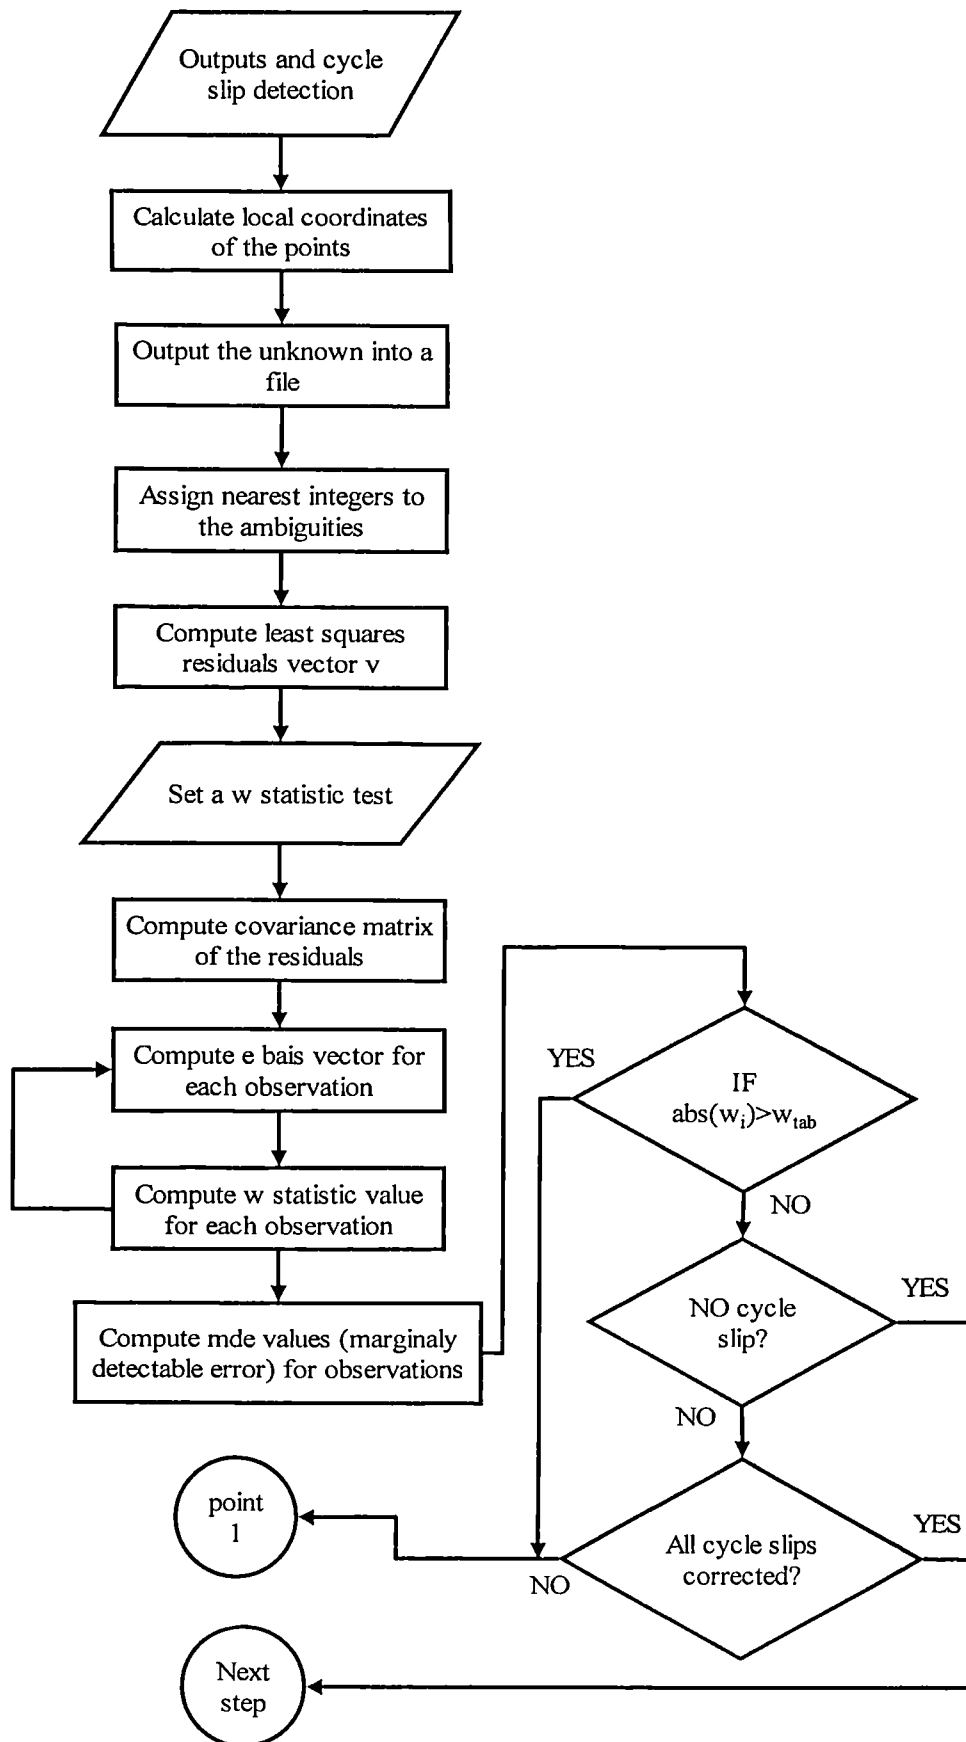 Outputs and cycle
slip detection
Calculate local coordinates
of the points
Output the unknown into a
file
Assign nearest integers to
the ambiguities
Compute least squares
residuals vector v
Set a w statistic test
Compute covariance matrix
of the residuals
Compute e bais vector for
each observation
Compute w statistic value
for each observation
Compute mde values (marginaly
detectable error) for observations
YES
IF
abs(wᵢ)>w_tab
NO
NO cycle
slip?
YES
NO
All cycle slips
corrected?
YES
NO
point
1
Next
step